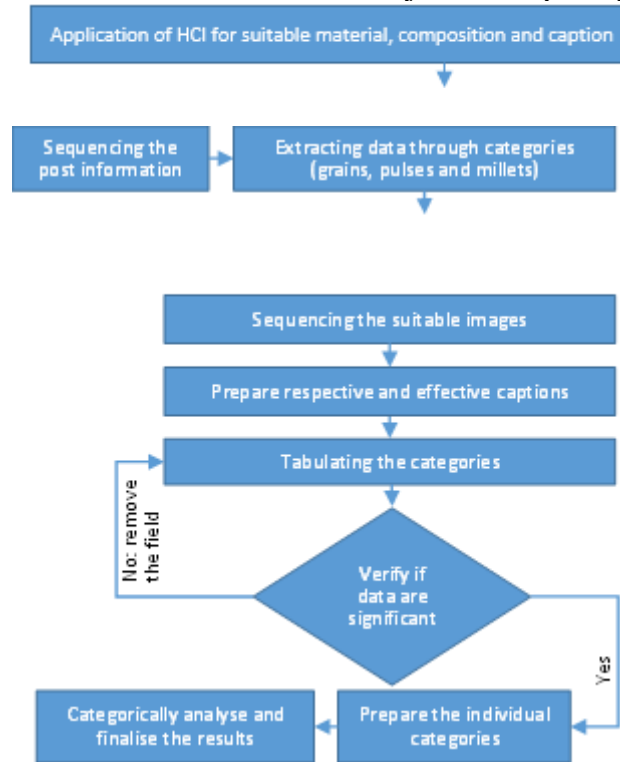 Application of HCI for suitable material, composition and caption
Sequencing the
post information
Extracting data through categories
(grains, pulses and millets)
Sequencing the suitable images
Prepare respective and effective captions
Tabulating the categories
No: remove
the field
Verify if
data are
significant
Yes
Categorically analyse and
finalise the results
Prepare the individual
categories